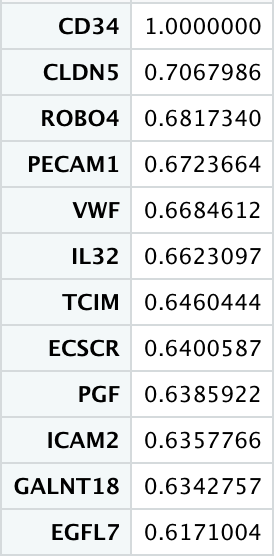 CD34 1.0000000
CLDN5 0.7067986
ROBO4 0.6817340
PECAM1 0.6723664
VWF 0.6684612
IL32 0.6623097
TCIM 0.6460444
ECSCR 0.6400587
PGF 0.6385922
ICAM2 0.6357766
GALNT18 0.6342757
EGFL7 0.6171004